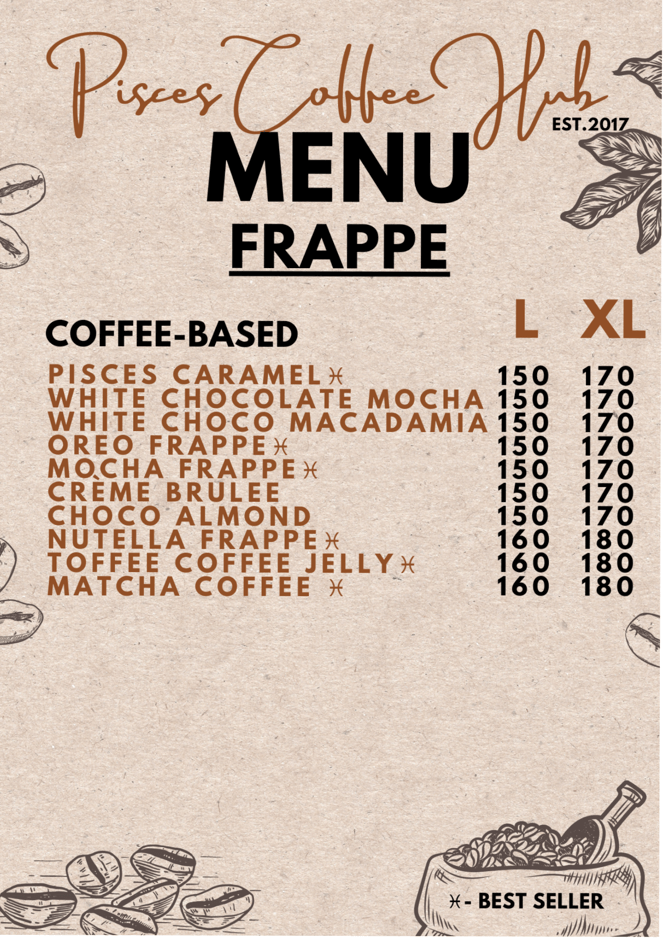 Pisces Coffee Hub
EST.2017
MENU
FRAPPE
L XL
COFFEE-BASED
PISCES CARAMEL ♓ 150 170
WHITE CHOCOLATE MOCHA 150 170
WHITE CHOCO MACADAMIA 150 170
OREO FRAPPE ♓ 150 170
MOCHA FRAPPE ♓ 150 170
CRÈME BRULEE 150 170
CHOCO ALMOND 150 170
NUTELLA FRAPPE ♓ 160 180
TOFFEE COFFEE JELLY ♓ 160 180
MATCHA COFFEE ♓ 160 180
♓ - BEST SELLER